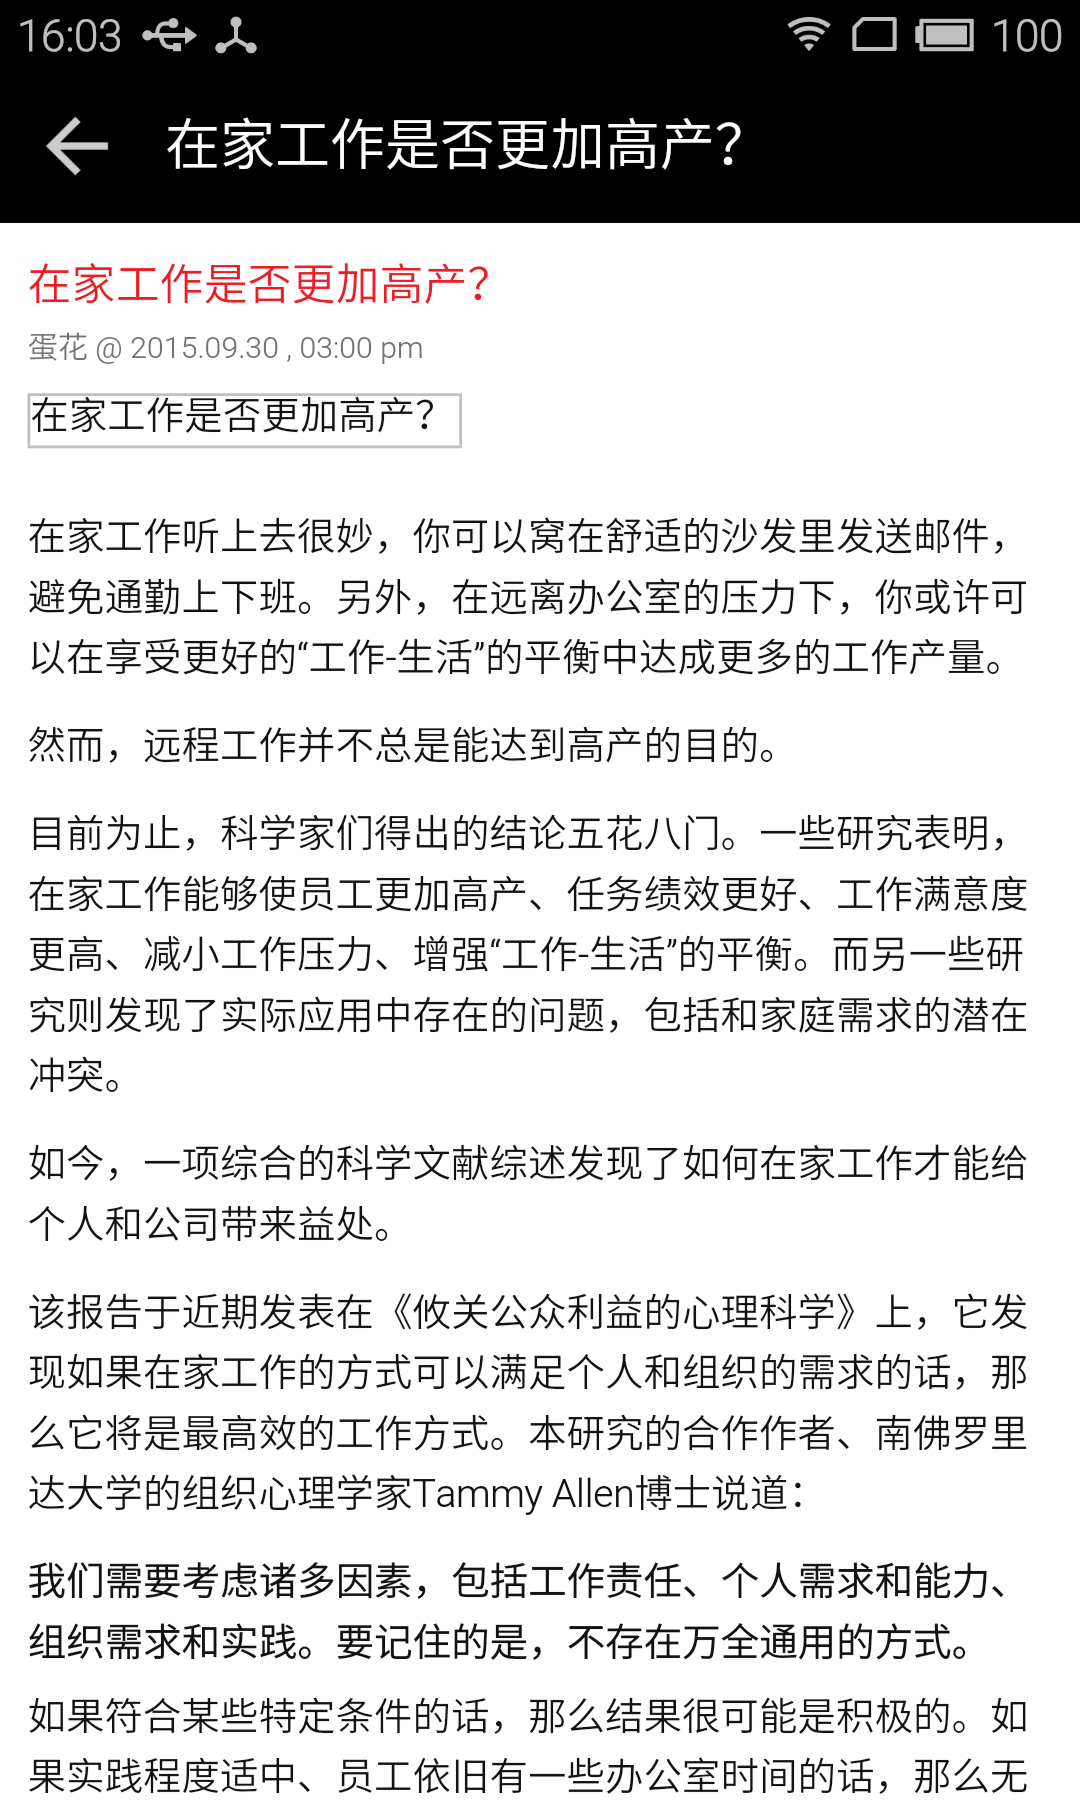 16:03
100
在家工作是否更加高产？
在家工作是否更加高产？
蛋花 @ 2015.09.30 , 03:00 pm
在家工作是否更加高产？
在家工作听上去很妙，你可以窝在舒适的沙发里发送邮件，
避免通勤上下班。另外，在远离办公室的压力下，你或许可
以在享受更好的“工作-生活”的平衡中达成更多的工作产量。
然而，远程工作并不总是能达到高产的目的。
目前为止，科学家们得出的结论五花八门。一些研究表明，
在家工作能够使员工更加高产、任务绩效更好、工作满意度
更高、减小工作压力、增强“工作-生活”的平衡。而另一些研
究则发现了实际应用中存在的问题，包括和家庭需求的潜在
冲突。
如今，一项综合的科学文献综述发现了如何在家工作才能给
个人和公司带来益处。
该报告于近期发表在《攸关公众利益的心理科学》上，它发
现如果在家工作的方式可以满足个人和组织的需求的话，那
么它将是最高效的工作方式。本研究的合作作者、南佛罗里
达大学的组织心理学家Tammy Allen博士说道：
我们需要考虑诸多因素，包括工作责任、个人需求和能力、
组织需求和实践。要记住的是，不存在万全通用的方式。
如果符合某些特定条件的话，那么结果很可能是积极的。如
果实践程度适中、员工依旧有一些办公室时间的话，那么无